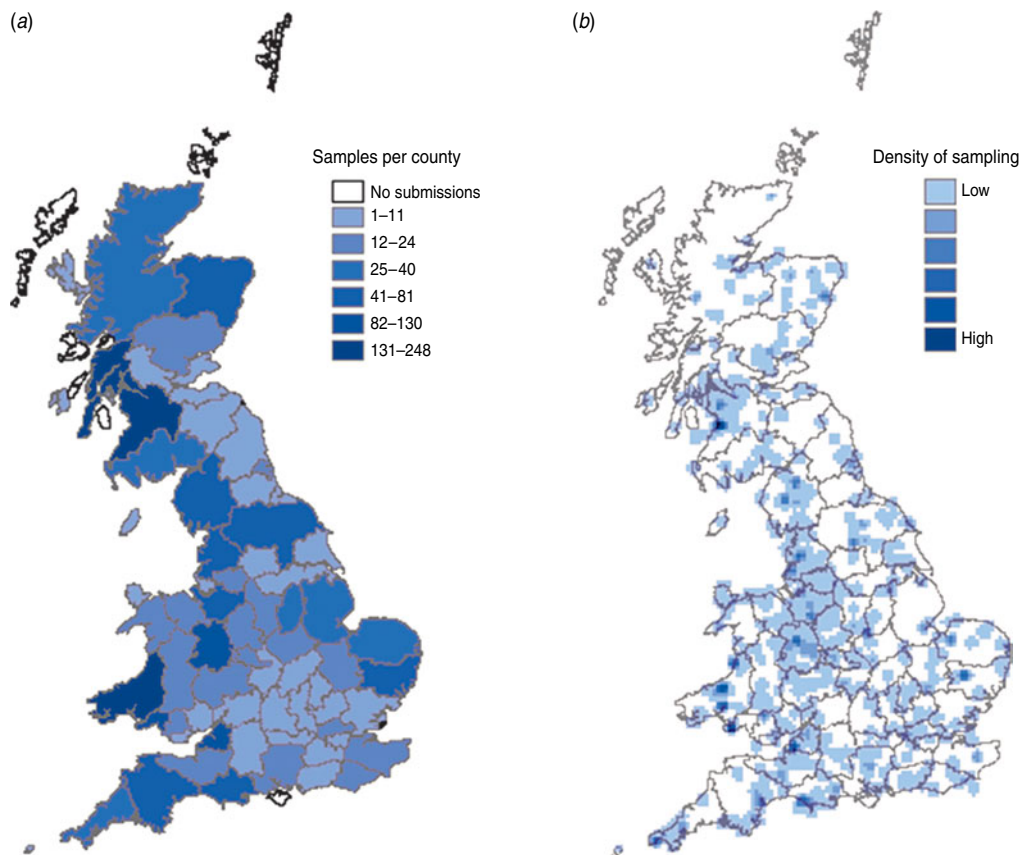 (a)
Samples per county
No submissions
1–11
12–24
25–40
41–81
82–130
131–248
(b)
Density of sampling
Low
High